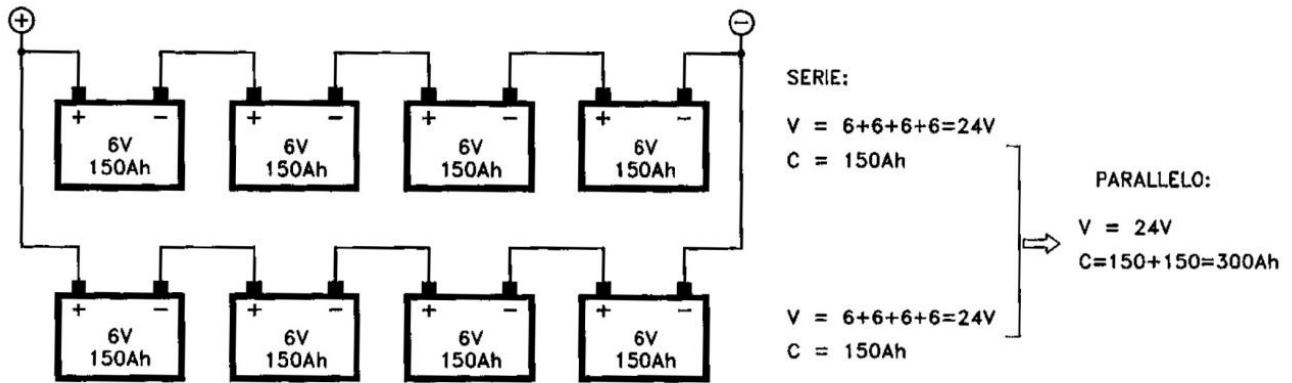 + −
+ − + − + − + −
6V 6V 6V 6V
150Ah 150Ah 150Ah 150Ah
SERIE:
V = 6+6+6+6=24V
C = 150Ah
PARALLELO:
V = 24V
C=150+150=300Ah
+ − + − + − + −
6V 6V 6V 6V
150Ah 150Ah 150Ah 150Ah
V = 6+6+6+6=24V
C = 150Ah